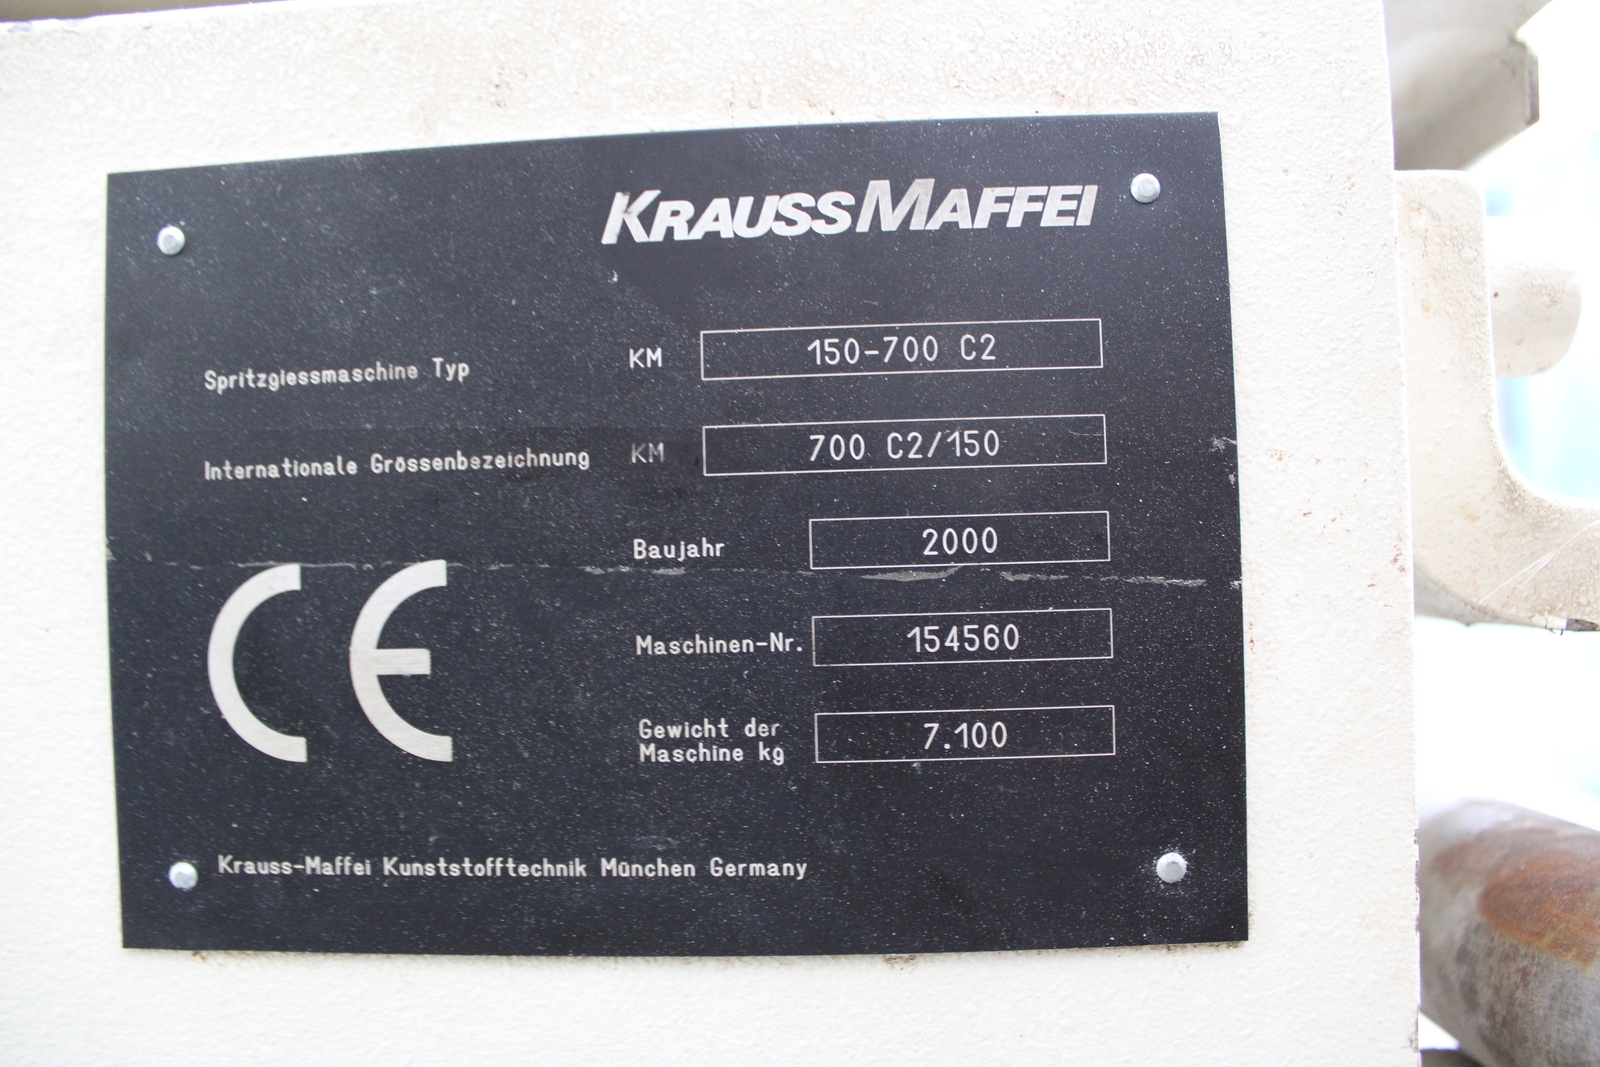 KRAUSSMAFFEI
Spritzgiessmaschine Typ KM 150-700 C2
Internationale Grössenbezeichnung KM 700 C2/150
Baujahr 2000
Maschinen-Nr. 154560
Gewicht der
Maschine kg 7.100
CE
Krauss-Maffei Kunststofftechnik München Germany